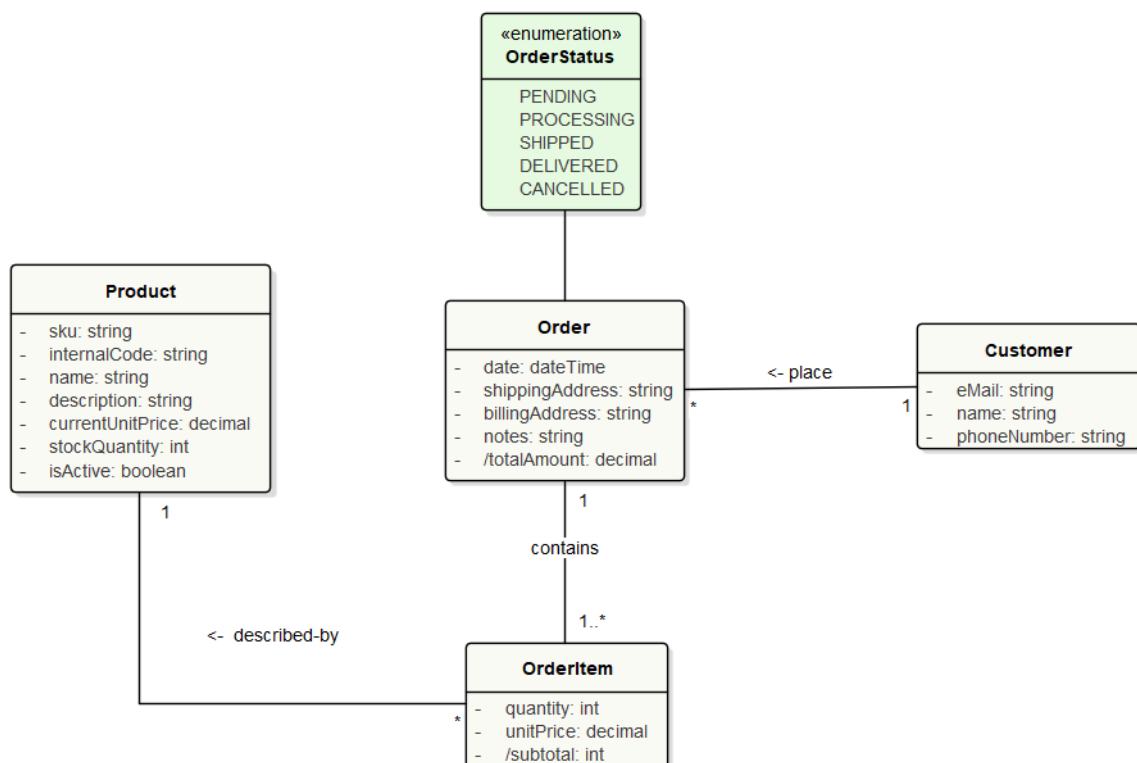 «enumeration»
OrderStatus
PENDING
PROCESSING
SHIPPED
DELIVERED
CANCELLED
Product
- sku: string
- internalCode: string
- name: string
- description: string
- currentUnitPrice: decimal
- stockQuantity: int
- isActive: boolean
Order
- date: dateTime
- shippingAddress: string
- billingAddress: string
- notes: string
- /totalAmount: decimal
<- place
*
1
Customer
- eMail: string
- name: string
- phoneNumber: string
1
1
contains
<- described-by
1..*
*
OrderItem
- quantity: int
- unitPrice: decimal
- /subtotal: int